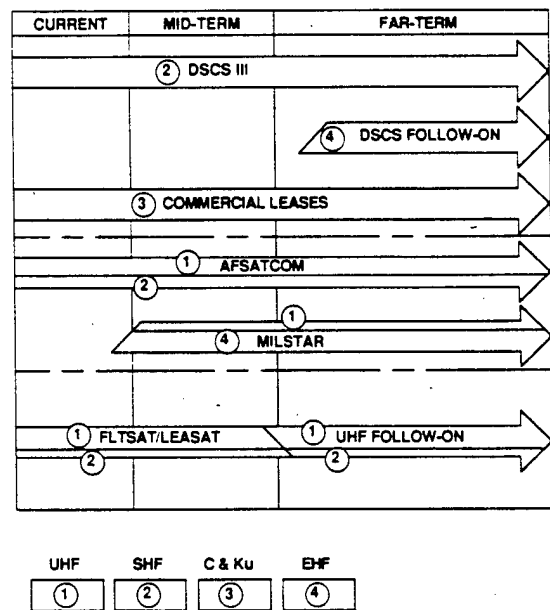 CURRENT MID-TERM FAR-TERM
2 DSCS III
4 DSCS FOLLOW-ON
3 COMMERCIAL LEASES
1 AFSATCOM
2
1
4 MILSTAR
1 FLTSAT/LEASAT 1 UHF FOLLOW-ON
2 2
UHF SHF C & Ku EHF
1 2 3 4